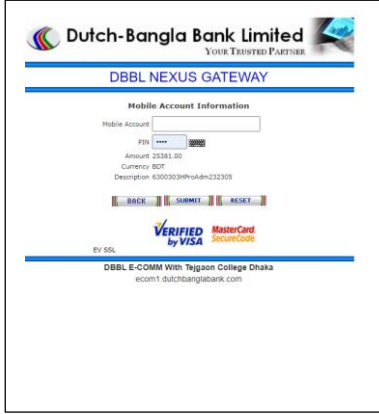 Dutch-Bangla Bank Limited
YOUR TRUSTED PARTNER
DBBL NEXUS GATEWAY
Mobile Account Information
Mobile Account
PIN ····
Amount 25381.00
Currency BDT
Description 6300303HProAdm232305
BACK SUBMIT RESET
VERIFIED by VISA
MasterCard. SecureCode.
EV SSL
DBBL E-COMM With Tejgaon College Dhaka
ecom1.dutchbanglabank.com